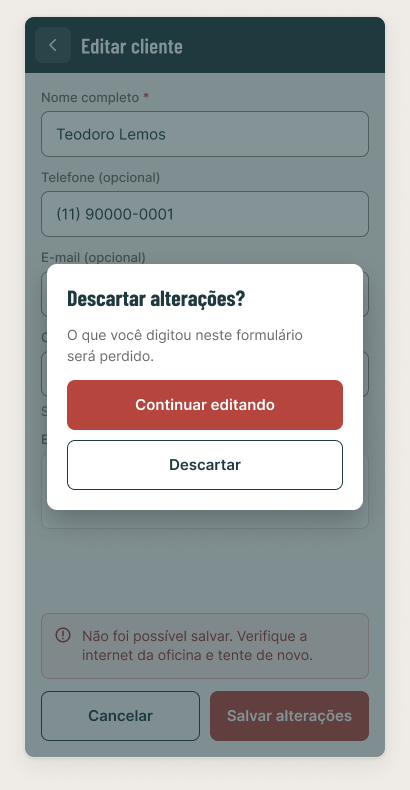 Editar cliente
Nome completo *
Teodoro Lemos
Telefone (opcional)
(11) 90000-0001
E-mail (opcional)
Descartar alterações?
O que você digitou neste formulário
será perdido.
Continuar editando
Descartar
Não foi possível salvar. Verifique a
internet da oficina e tente de novo.
Cancelar
Salvar alterações